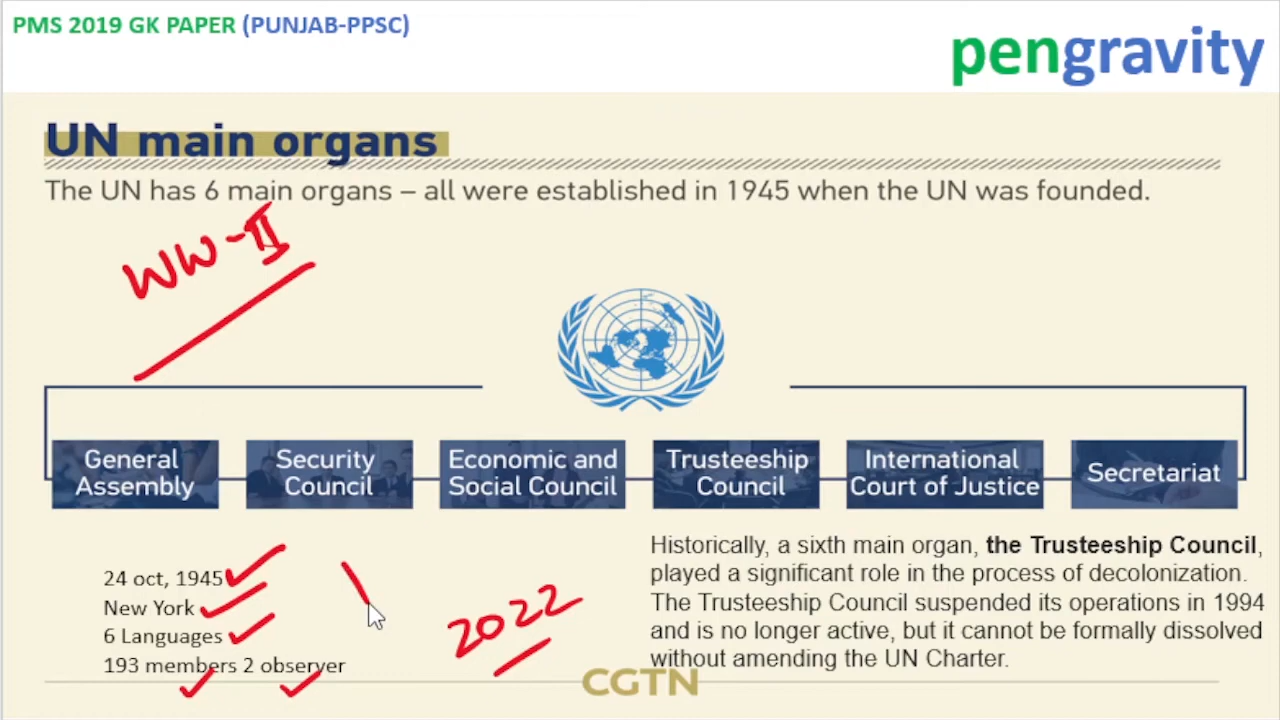 PMS 2019 GK PAPER (PUNJAB-PPSC)
pengravity
UN main organs
The UN has 6 main organs – all were established in 1945 when the UN was founded.
WW-II
General
Assembly
Security
Council
Economic and
Social Council
Trusteeship
Council
International
Court of Justice
Secretariat
24 oct, 1945
New York
6 Languages
193 members 2 observer
2022
Historically, a sixth main organ, the Trusteeship Council,
played a significant role in the process of decolonization.
The Trusteeship Council suspended its operations in 1994
and is no longer active, but it cannot be formally dissolved
without amending the UN Charter.
CGTN